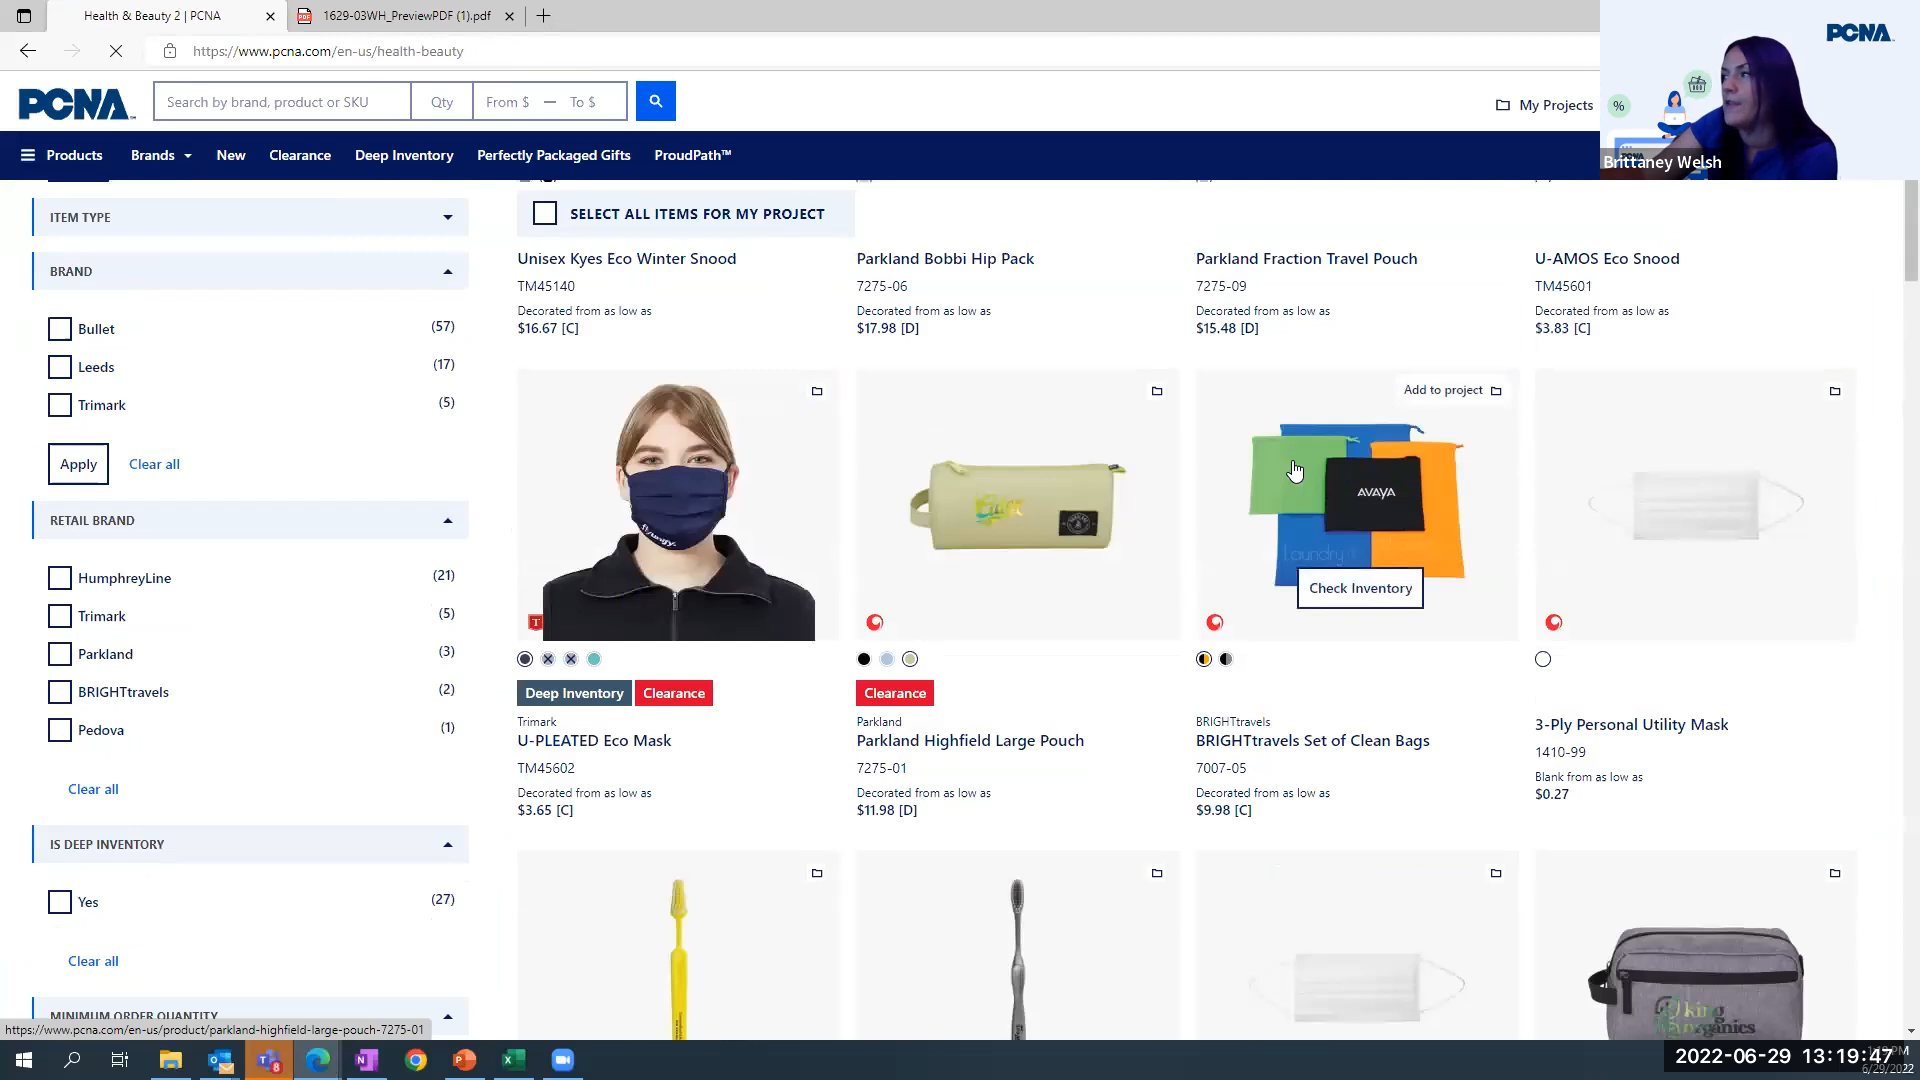 Health & Beauty 2 | PCNA
1629-03WH_PreviewPDF (1).pdf
https://www.pcna.com/en-us/health-beauty
PCNA
Search by brand, product or SKU
Qty
From $ — To $
My Projects
PCNA
%
Brittaney Welsh
Products
Brands
New
Clearance
Deep Inventory
Perfectly Packaged Gifts
ProudPath™
ITEM TYPE
BRAND
Bullet (57)
Leeds (17)
Trimark (5)
Apply
Clear all
RETAIL BRAND
HumphreyLine (21)
Trimark (5)
Parkland (3)
BRIGHTtravels (2)
Pedova (1)
Clear all
IS DEEP INVENTORY
Yes (27)
Clear all
MINIMUM ORDER QUANTITY
https://www.pcna.com/en-us/product/parkland-highfield-large-pouch-7275-01
SELECT ALL ITEMS FOR MY PROJECT
Unisex Kyes Eco Winter Snood
TM45140
Decorated from as low as
$16.67 [C]
Parkland Bobbi Hip Pack
7275-06
Decorated from as low as
$17.98 [D]
Parkland Fraction Travel Pouch
7275-09
Decorated from as low as
$15.48 [D]
U-AMOS Eco Snood
TM45601
Decorated from as low as
$3.83 [C]
T
Deep Inventory
Clearance
Trimark
U-PLEATED Eco Mask
TM45602
Decorated from as low as
$3.65 [C]
Clearance
Parkland
Parkland Highfield Large Pouch
7275-01
Decorated from as low as
$11.98 [D]
Add to project
AVAYA
Laundry
Check Inventory
BRIGHTtravels
BRIGHTtravels Set of Clean Bags
7007-05
Decorated from as low as
$9.98 [C]
3-Ply Personal Utility Mask
1410-99
Blank from as low as
$0.27
2022-06-29 13:19:47
6/29/2022